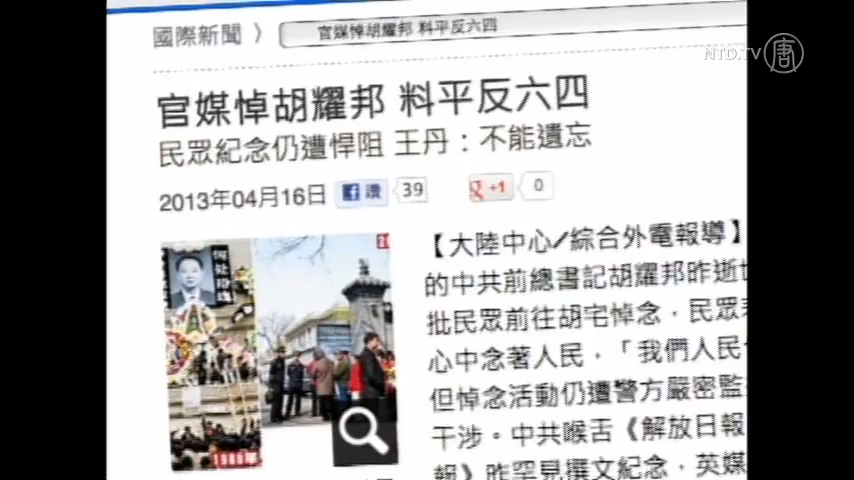 國際新聞 〉 官媒悼胡耀邦 料平反六四
NTD.TV 唐
官媒悼胡耀邦 料平反六四
民眾紀念仍遭悍阻 王丹：不能遺忘
2013年04月16日 讚 39 +1 0
【大陸中心╱綜合外電報導】
的中共前總書記胡耀邦昨逝
批民眾前往胡宅悼念，民眾
心中念著人民，「我們人民
但悼念活動仍遭警方嚴密監
干涉。中共喉舌《解放日報
報》昨罕見撰文紀念，英媒
1989年